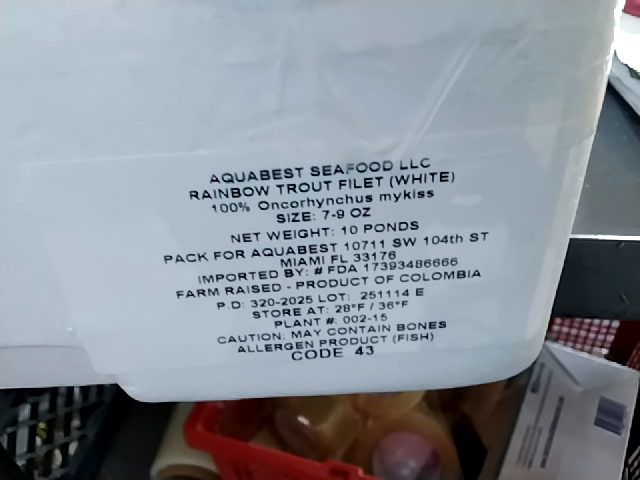 AQUABEST SEAFOOD LLC
RAINBOW TROUT FILET (WHITE)
100% Oncorhynchus mykiss
SIZE: 7-9 OZ
NET WEIGHT: 10 PONDS
PACK FOR AQUABEST 10711 SW 104th ST
MIAMI FL 33176
IMPORTED BY: # FDA 17393486666
FARM RAISED - PRODUCT OF COLOMBIA
P.D: 320-2025 LOT: 251114 E
STORE AT: 28°F / 36°F
PLANT #: 002-15
CAUTION: MAY CONTAIN BONES
ALLERGEN PRODUCT (FISH)
CODE 43